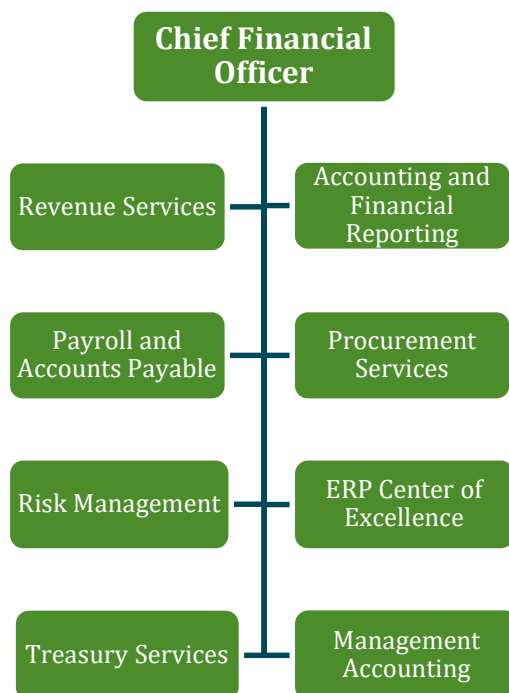 Chief Financial
Officer
Revenue Services
Accounting and
Financial
Reporting
Payroll and
Accounts Payable
Procurement
Services
Risk Management
ERP Center of
Excellence
Treasury Services
Management
Accounting